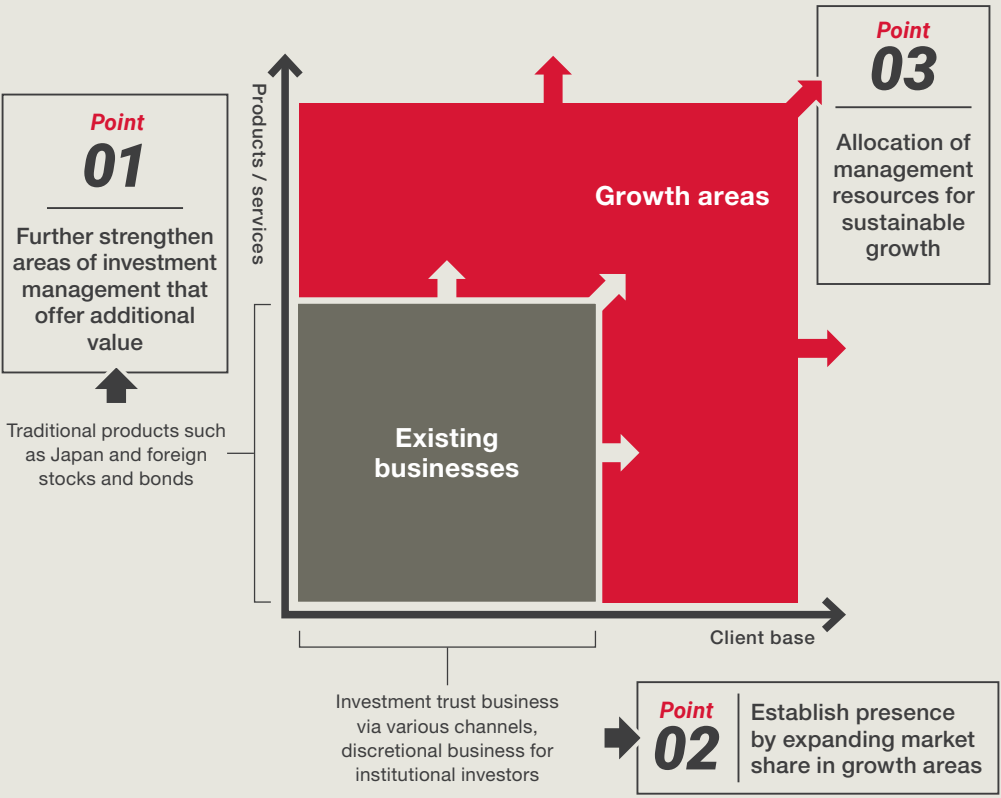 Point
01
Further strengthen
areas of investment
management that
offer additional
value
Traditional products such
as Japan and foreign
stocks and bonds
Products / services
Growth areas
Existing
businesses
Point
03
Allocation of
management
resources for
sustainable
growth
Client base
Investment trust business
via various channels,
discretional business for
institutional investors
Point
02
Establish presence
by expanding market
share in growth areas